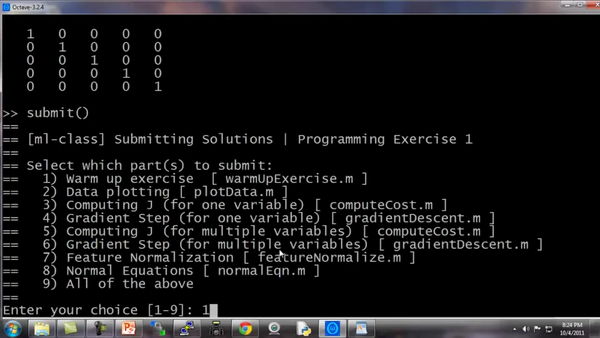 Octave-3.2.4
1 0 0 0 0
0 1 0 0 0
0 0 1 0 0
0 0 0 1 0
0 0 0 0 1
>> submit()
==
== [ml-class] Submitting Solutions | Programming Exercise 1
==
== Select which part(s) to submit:
== 1) Warm up exercise [ warmUpExercise.m ]
== 2) Data plotting [ plotData.m ]
== 3) Computing J (for one variable) [ computeCost.m ]
== 4) Gradient Step (for one variable) [ gradientDescent.m ]
== 5) Computing J (for multiple variables) [ computeCost.m ]
== 6) Gradient Step (for multiple variables) [ gradientDescent.m ]
== 7) Feature Normalization [ featureNormalize.m ]
== 8) Normal Equations [ normalEqn.m ]
== 9) All of the above
==
Enter your choice [1-9]: 1
8:24 PM
10/4/2011